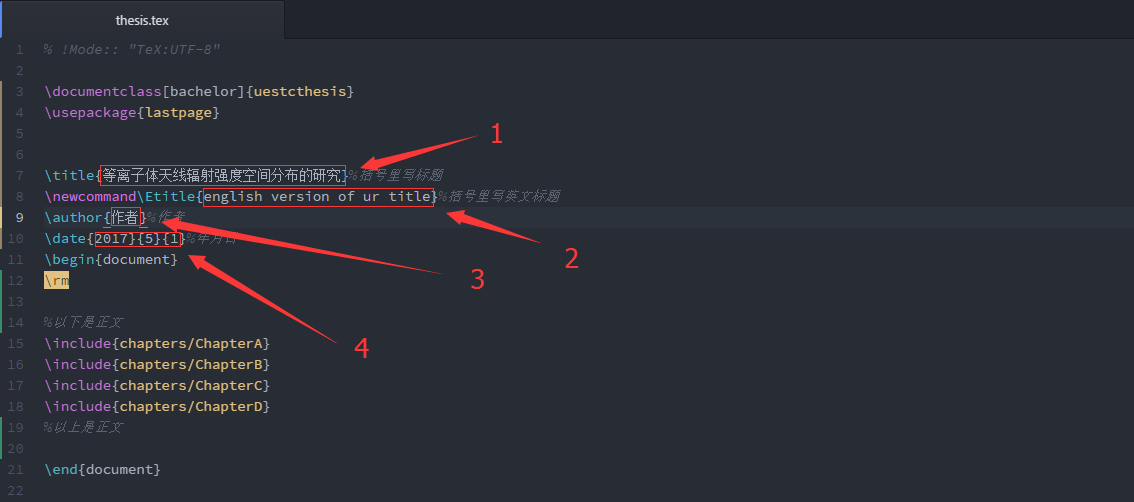 thesis.tex
1 % !Mode:: "TeX:UTF-8"
2
3 \documentclass[bachelor]{uestcthesis}
4 \usepackage{lastpage}
5
6
1
7 \title{等离子体天线辐射强度空间分布的研究}%括号里写标题
8 \newcommand\Etitle{english version of ur title}%括号里写英文标题
9 \author{作者}%作者
10 \date{2017}{5}{1}%年月日
2
11 \begin{document}
3
12 \rm
13
14 %以下是正文
4
15 \include{chapters/ChapterA}
16 \include{chapters/ChapterB}
17 \include{chapters/ChapterC}
18 \include{chapters/ChapterD}
19 %以上是正文
20
21 \end{document}
22